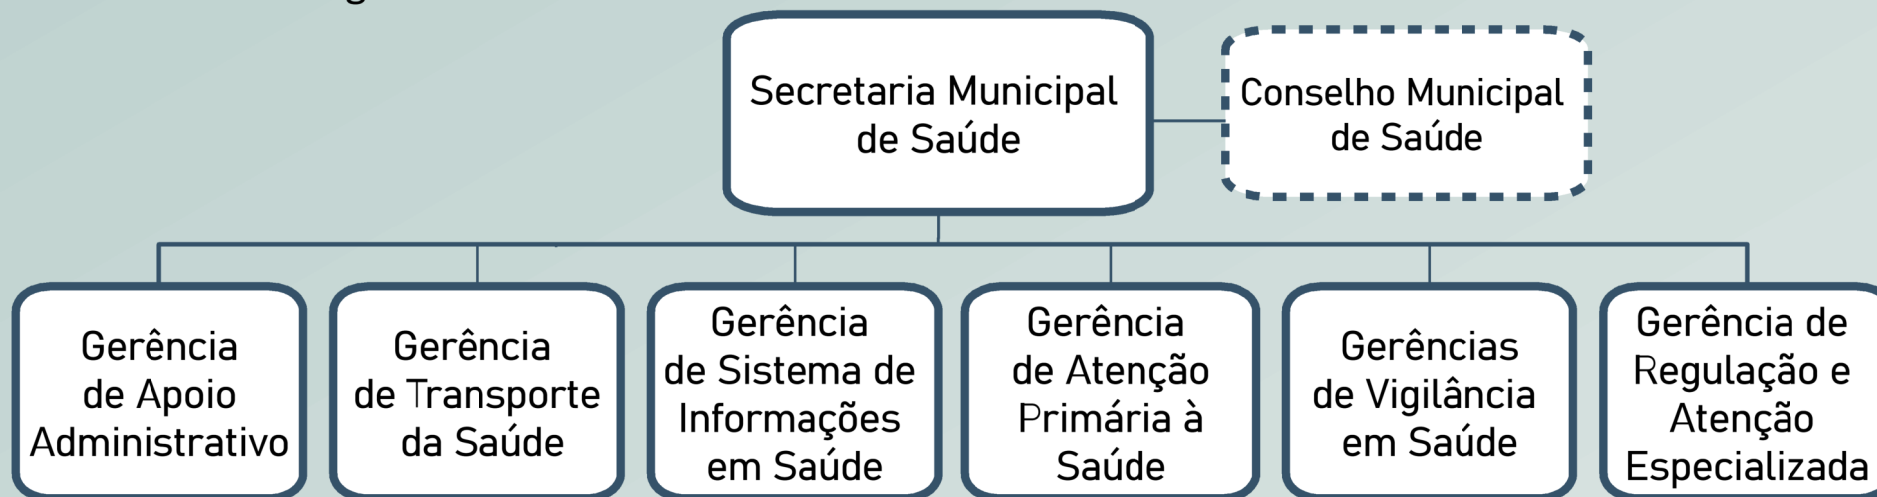 Secretaria Municipal
de Saúde
Conselho Municipal
de Saúde
Gerência
de Apoio
Administrativo
Gerência
de Transporte
da Saúde
Gerência
de Sistema de
Informações
em Saúde
Gerência
de Atenção
Primária à
Saúde
Gerências
de Vigilância
em Saúde
Gerência de
Regulação e
Atenção
Especializada